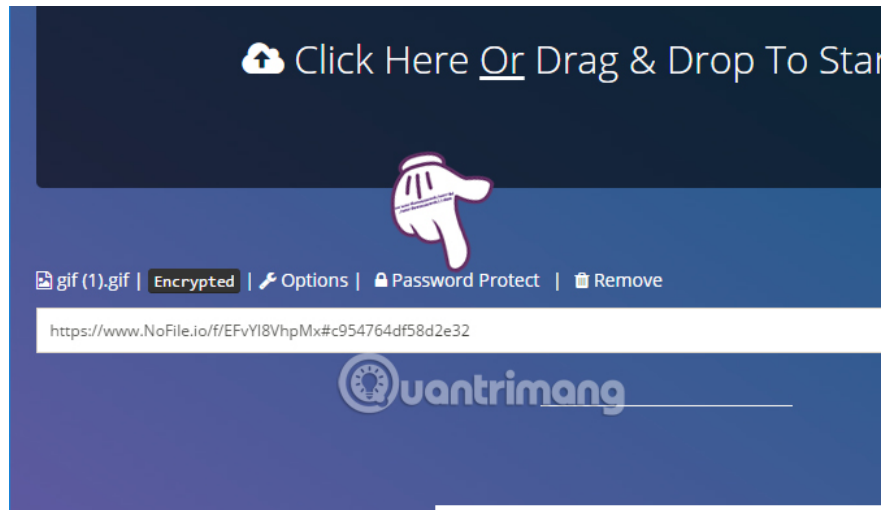 Click Here Or Drag & Drop To Star
gif (1).gif | Encrypted | Options | Password Protect | Remove
https://www.NoFile.io/f/EFvYl8VhpMx#c954764df58d2e32
Quantrimang